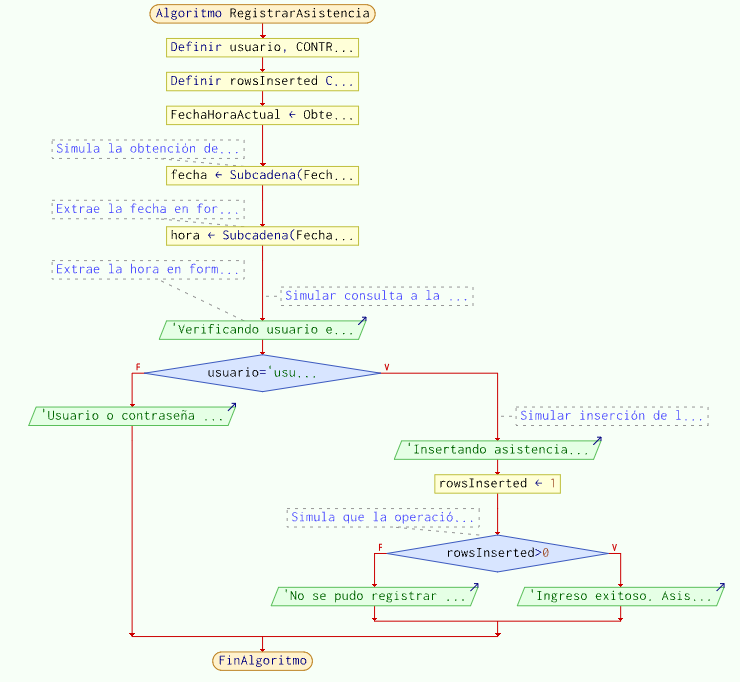 Algoritmo RegistrarAsistencia
Definir usuario, CONTR...
Definir rowsInserted C...
FechaHoraActual ← Obte...
Simula la obtención de...
fecha ← Subcadena(Fech...
Extrae la fecha en for...
hora ← Subcadena(Fecha...
Extrae la hora en form...
Simular consulta a la ...
'Verificando usuario e...
F
usuario='usu...
V
'Usuario o contraseña ...
Simular inserción de l...
'Insertando asistencia...
rowsInserted ← 1
Simula que la operació...
F
rowsInserted>0
V
'No se pudo registrar ...
'Ingreso exitoso. Asis...
FinAlgoritmo